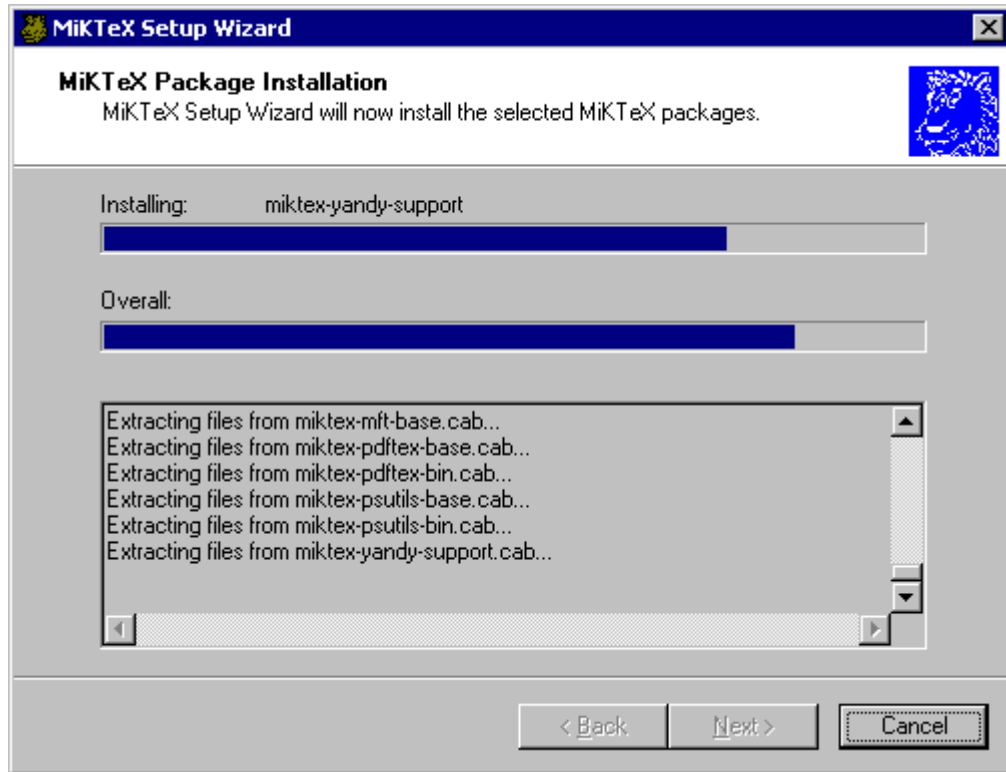 MiKTeX Setup Wizard
MiKTeX Package Installation
MiKTeX Setup Wizard will now install the selected MiKTeX packages.
Installing: miktex-yandy-support
Overall:
Extracting files from miktex-mft-base.cab...
Extracting files from miktex-pdftex-base.cab...
Extracting files from miktex-pdftex-bin.cab...
Extracting files from miktex-psutils-base.cab...
Extracting files from miktex-psutils-bin.cab...
Extracting files from miktex-yandy-support.cab...
< Back Next > Cancel